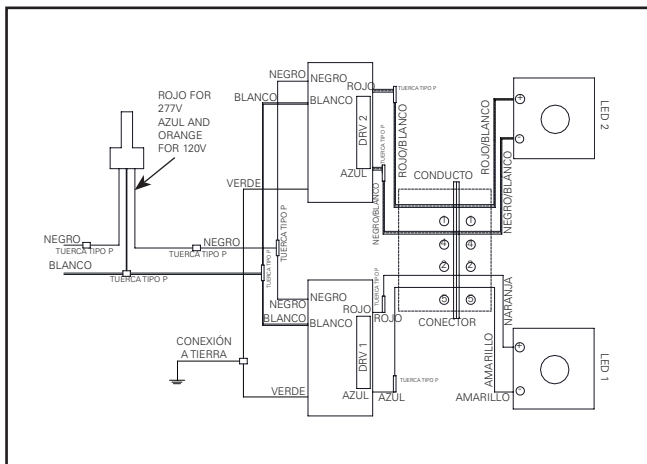 ROJO FOR
277V
AZUL AND
ORANGE
FOR 120V
NEGRO
TUERCA TIPO P
BLANCO
TUERCA TIPO P
TUERCA TIPO P
NEGRO
VERDE
CONEXIÓN
A TIERRA
VERDE
NEGRO
BLANCO
NEGRO
BLANCO
ROJO
DRV 2
AZUL
TUERCA TIPO P
TUERCA TIPO P
TUERCA TIPO P
TUERCA TIPO P
NEGRO
NEGRO
BLANCO
BLANCO
ROJO
ROJO
DRV 1
AZUL
AZUL
TUERCA TIPO P
TUERCA TIPO P
TUERCA TIPO P
ROJO/BLANCO
NEGRO/BLANCO
CONDUCTO
1 1
4 4
2 2
5 5
CONECTOR
ROJO/BLANCO
NEGRO/BLANCO
NARANJA
AMARILLO
AMARILLO
+
-
LED 2
+
-
LED 1